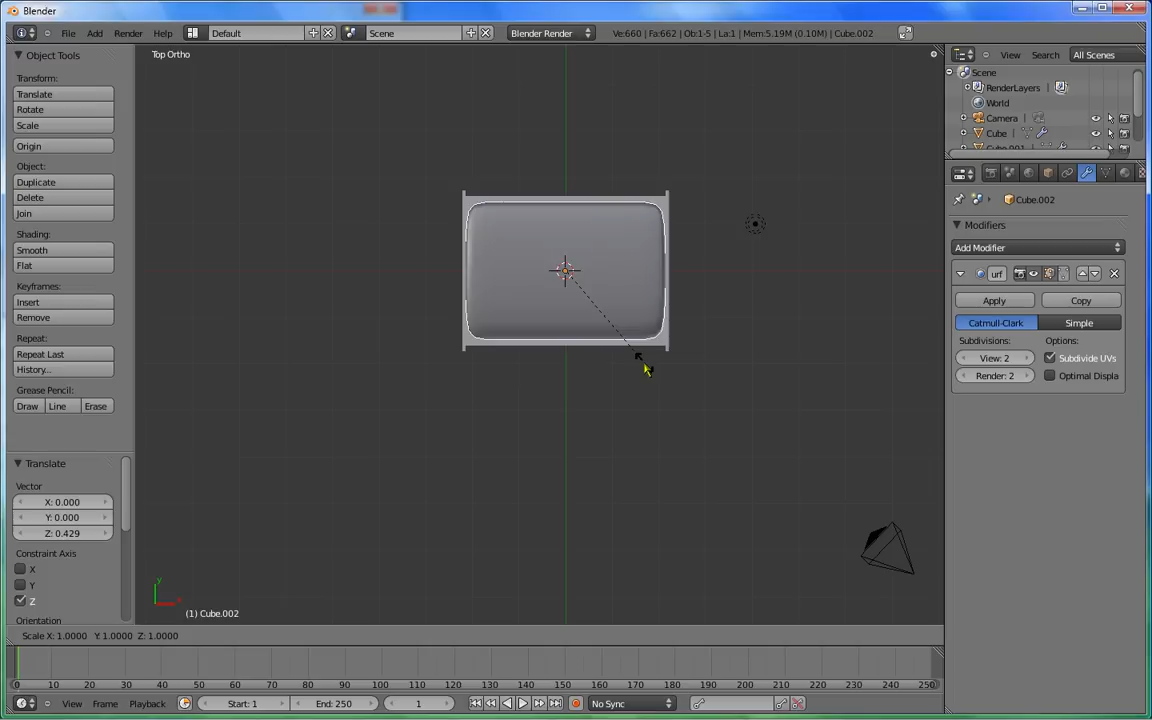 Blender
File Add Render Help Default Scene Blender Render Ve:660 | Fa:662 | Ob:1-5 | La:1 | Mem:5.19M (0.10M) | Cube.002
Object Tools
Transform:
Translate
Rotate
Scale
Origin
Object:
Duplicate
Delete
Join
Shading:
Smooth
Flat
Keyframes:
Insert
Remove
Repeat:
Repeat Last
History...
Grease Pencil:
Draw Line Erase
Translate
Vector
X: 0.000
Y: 0.000
Z: 0.429
Constraint Axis
X
Y
Z
Orientation
Top Ortho
y
x
(1) Cube.002
Scale X: 1.0000 Y: 1.0000 Z: 1.0000
View Search All Scenes
Scene
RenderLayers
World
Camera
Cube
Cube.001
Cube.002
Modifiers
Add Modifier
urf
Apply Copy
Catmull-Clark Simple
Subdivisions: Options:
View: 2 Subdivide UVs
Render: 2 Optimal Displa
0 10 20 30 40 50 60 70 80 90 100 110 120 130 140 150 160 170 180 190 200 210 220 230 240 250
View Frame Playback Start: 1 End: 250 1 No Sync